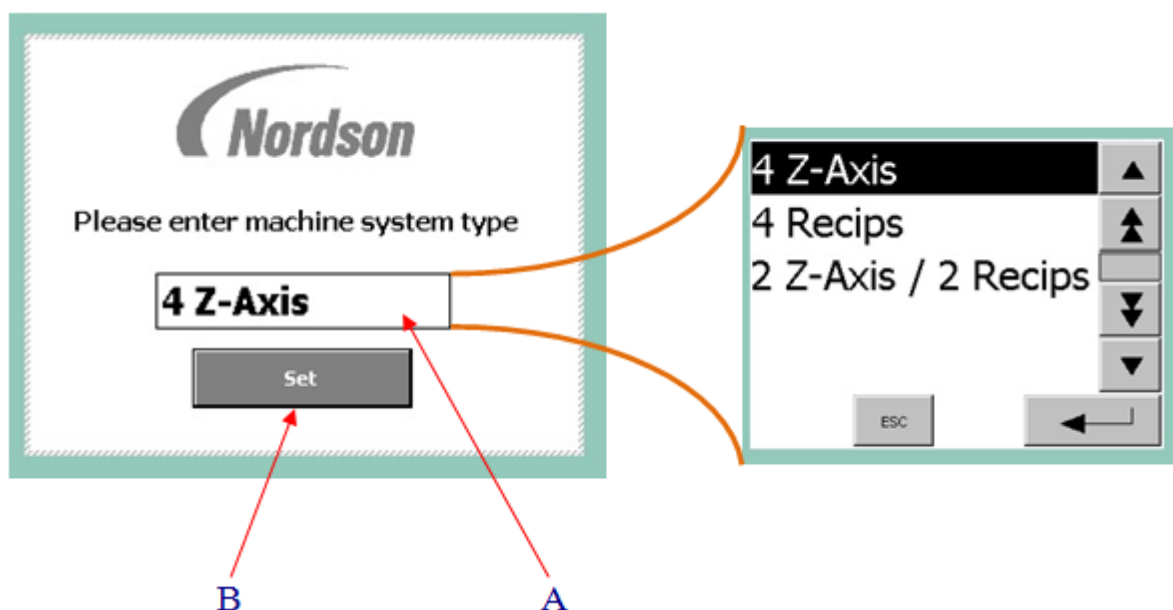 Nordson
Please enter machine system type
4 Z-Axis
Set
4 Z-Axis
4 Recips
2 Z-Axis / 2 Recips
ESC
B
A